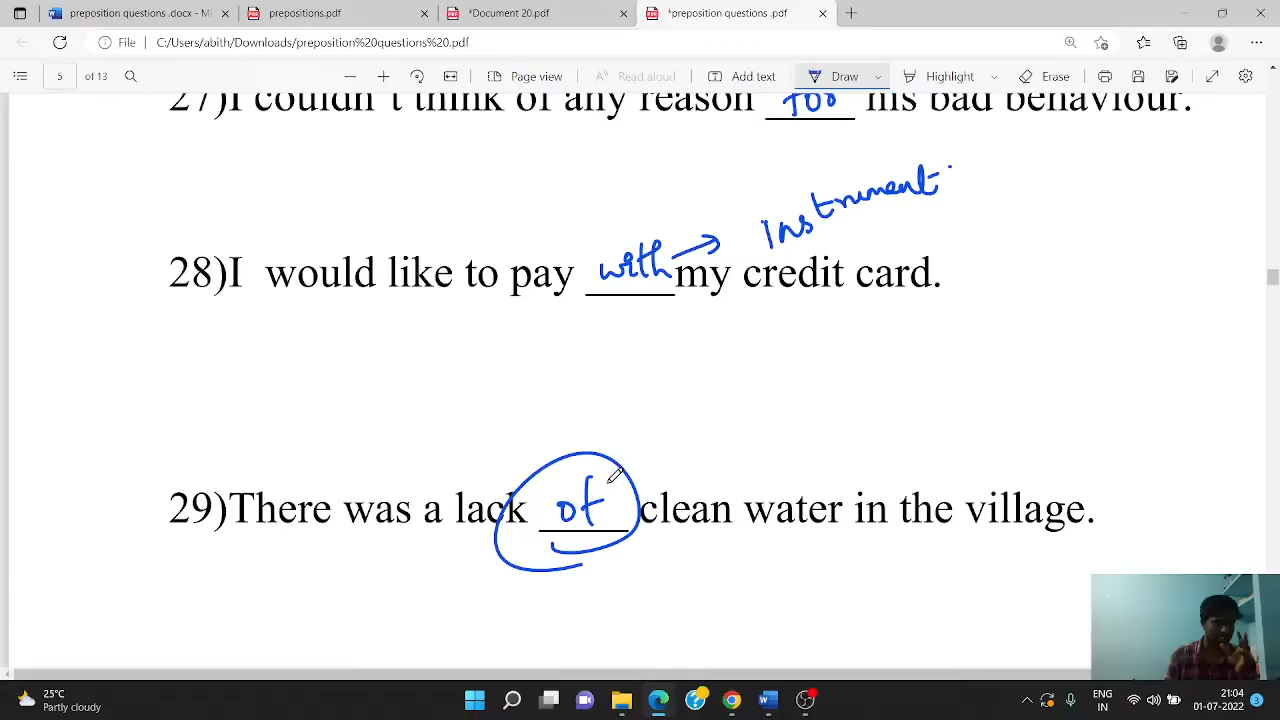 preposition questions .docx - Mi
prepositions.pdf
*Document 20.pdf
*preposition questions .pdf
File C:/Users/abith/Downloads/preposition%20questions%20.pdf
5 of 13
Page view
Read aloud
Add text
Draw
Highlight
Erase
27)I couldn't think of any reason for his bad behaviour.
Instrument
28)I would like to pay with my credit card.
29)There was a lack of clean water in the village.
25°C
Partly cloudy
ENG
IN
21:04
01-07-2022
3